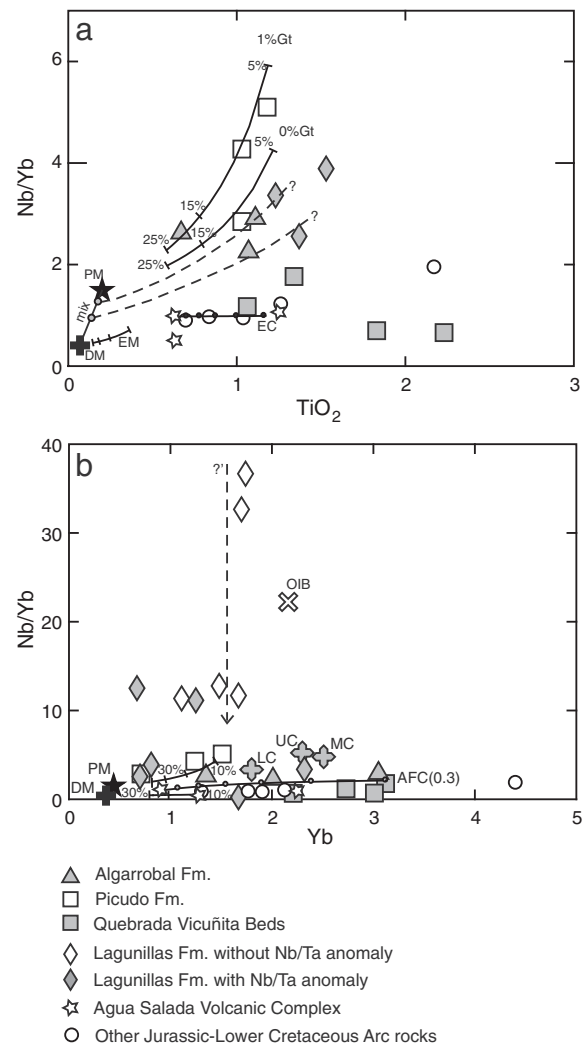 a
6
4
2
0
Nb/Yb
1%Gt
5%
0%Gt
5%
?
15%
?
25%
15%
25%
PM
mix
EC
EM
DM
0
1
2
3
TiO2
b
40
30
20
10
0
Nb/Yb
?'
OIB
UC
MC
LC
PM
30%
10%
AFC(0.3)
DM
30%
10%
0
1
2
3
4
5
Yb
Algarrobal Fm.
Picudo Fm.
Quebrada Vicuñita Beds
Lagunillas Fm. without Nb/Ta anomaly
Lagunillas Fm. with Nb/Ta anomaly
Agua Salada Volcanic Complex
Other Jurassic-Lower Cretaceous Arc rocks